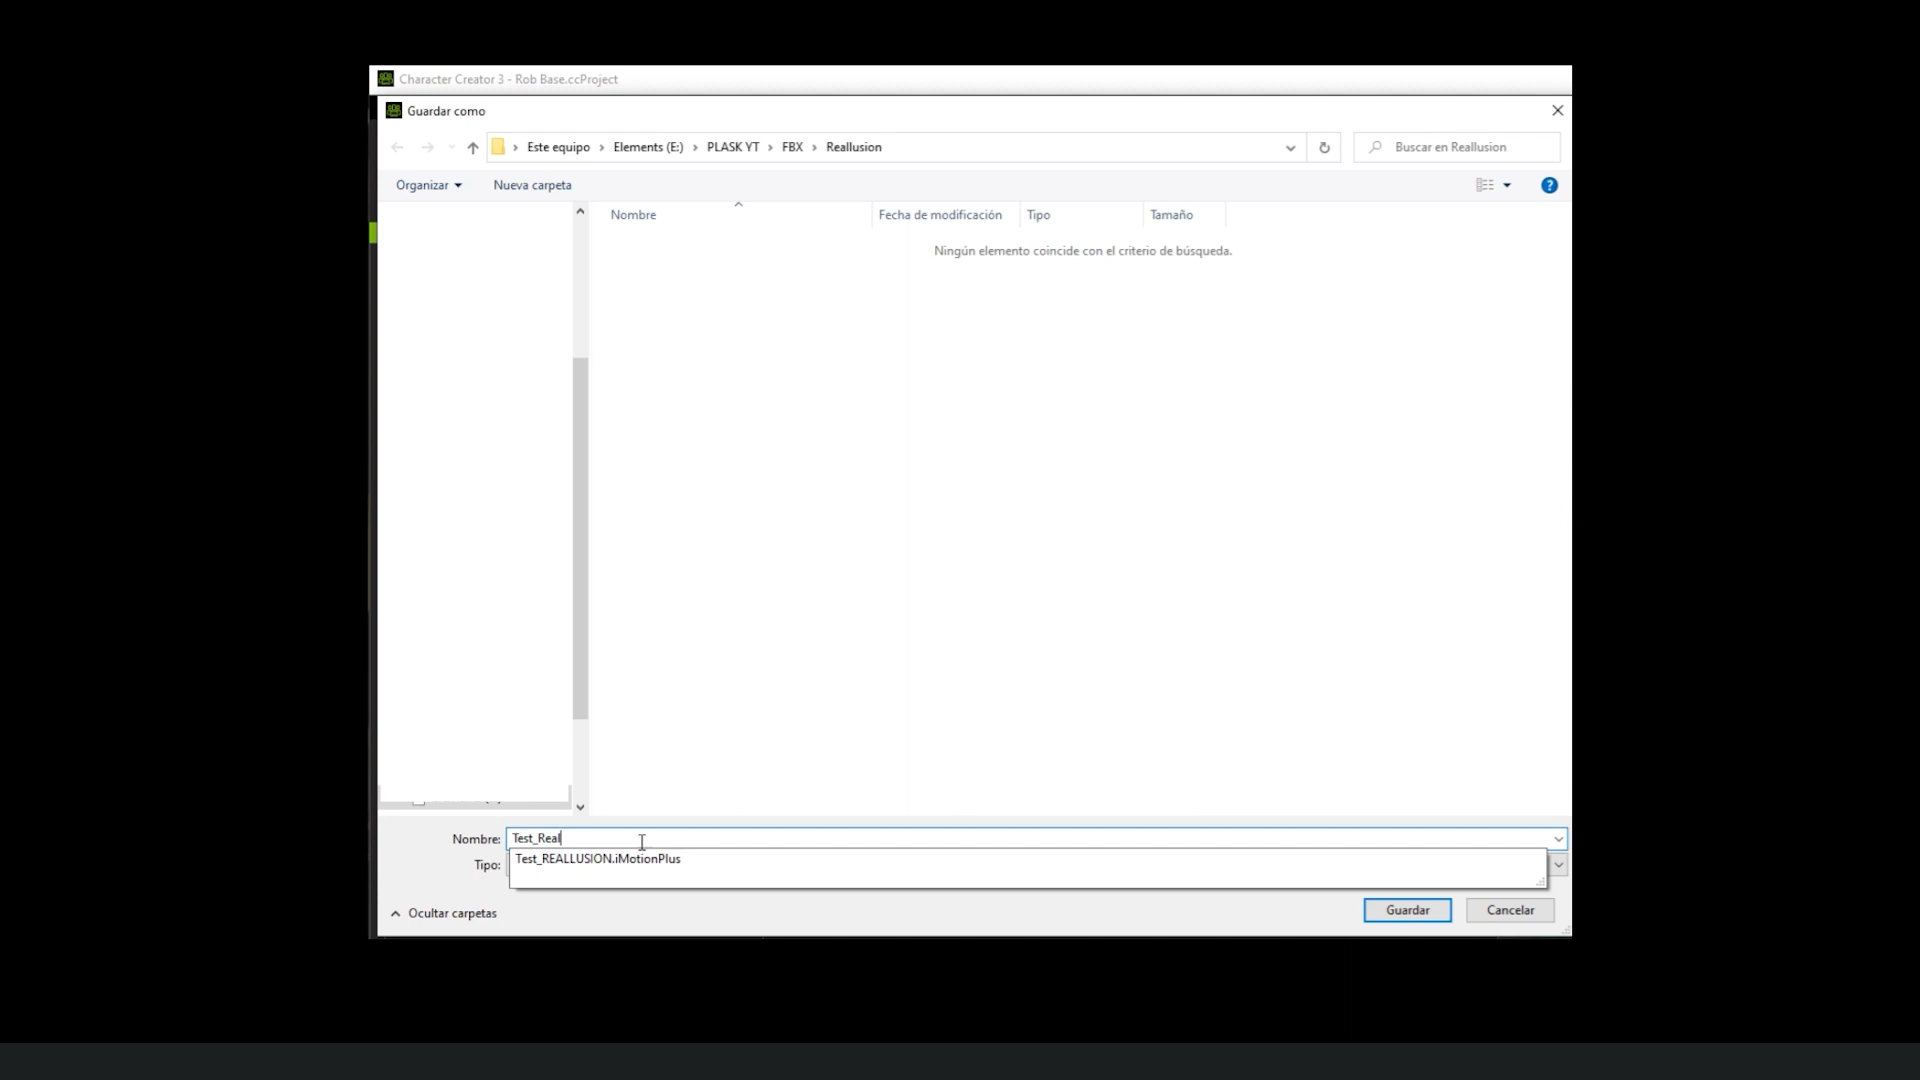 Character Creator 3 - Rob Base.ccProject
Guardar como
Este equipo > Elements (E:) > PLASK YT > FBX > Reallusion
Buscar en Reallusion
Organizar
Nueva carpeta
?
Nombre
Fecha de modificación
Tipo
Tamaño
Ningún elemento coincide con el criterio de búsqueda.
Nombre: Test_Real
Test_REALLUSION.iMotionPlus
Tipo:
Ocultar carpetas
Guardar
Cancelar